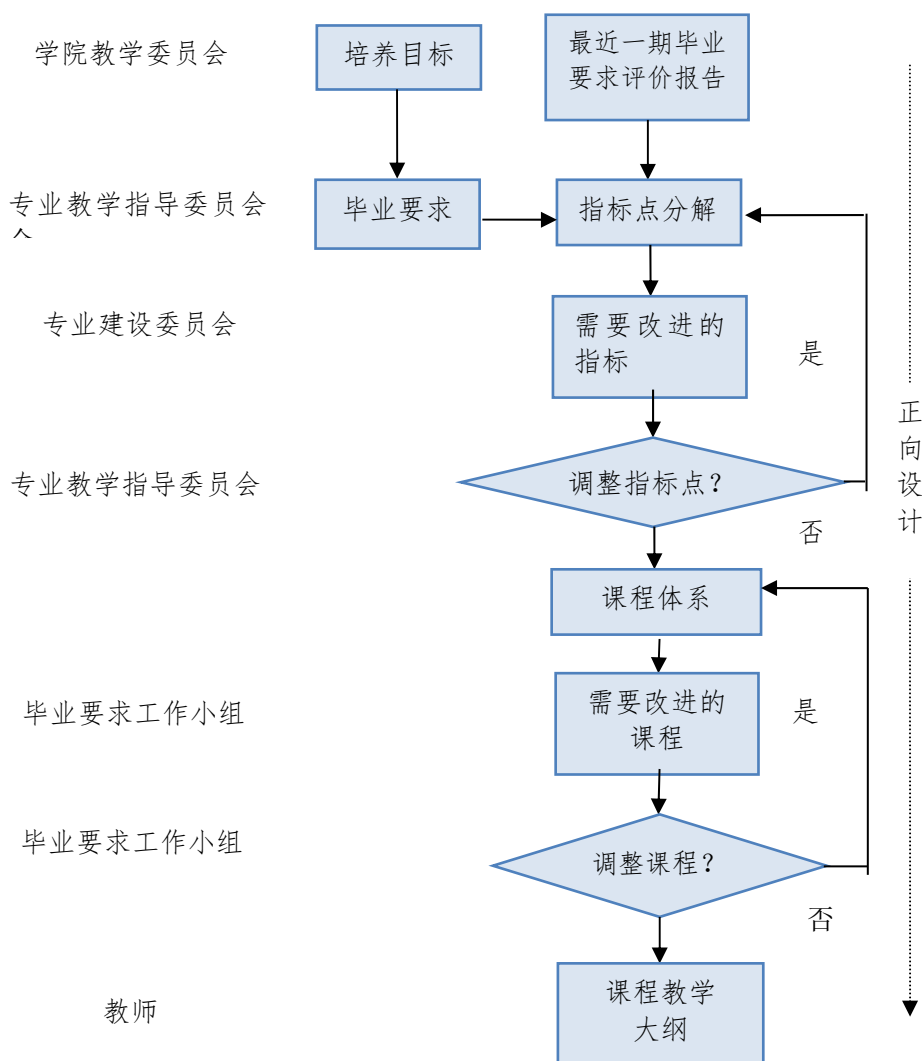 学院教学委员会
培养目标
最近一期毕业
要求评价报告
专业教学指导委员会
毕业要求
指标点分解
专业建设委员会
需要改进的
指标
是
正向设计
专业教学指导委员会
调整指标点？
否
课程体系
毕业要求工作小组
需要改进的
课程
是
毕业要求工作小组
调整课程？
否
教师
课程教学
大纲